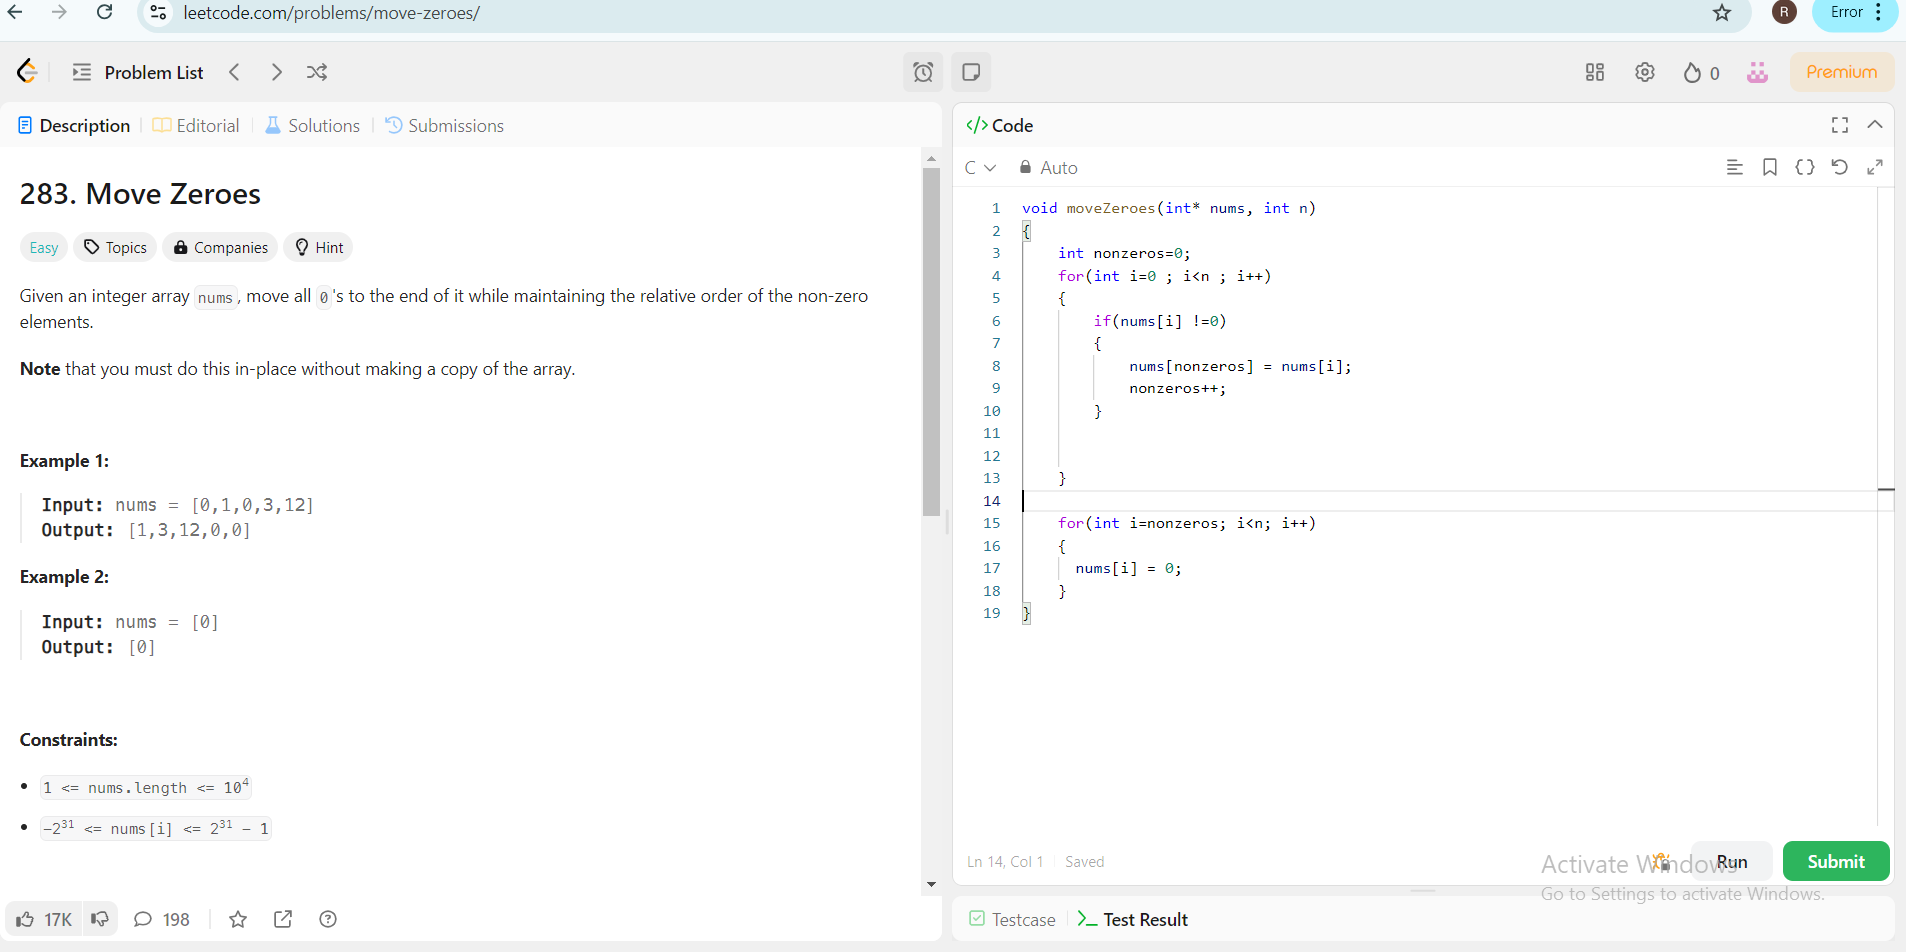 leetcode.com/problems/move-zeroes/
R
Error
Problem List
0
Premium
Description
Editorial
Solutions
Submissions
283. Move Zeroes
Easy
Topics
Companies
Hint
Given an integer array nums, move all 0's to the end of it while maintaining the relative order of the non-zero
elements.
Note that you must do this in-place without making a copy of the array.
Example 1:
Input: nums = [0,1,0,3,12]
Output: [1,3,12,0,0]
Example 2:
Input: nums = [0]
Output: [0]
Constraints:
1 <= nums.length <= 10⁴
-2³¹ <= nums[i] <= 2³¹ - 1
17K
198
</> Code
C
Auto
1 void moveZeroes(int* nums, int n)
2 {
3 int nonzeros=0;
4 for(int i=0 ; i<n ; i++)
5 {
6 if(nums[i] !=0)
7 {
8 nums[nonzeros] = nums[i];
9 nonzeros++;
10 }
11
12
13 }
14
15 for(int i=nonzeros; i<n; i++)
16 {
17 nums[i] = 0;
18 }
19 }
Ln 14, Col 1
Saved
Run
Submit
Activate Windows
Go to Settings to activate Windows.
Testcase
Test Result